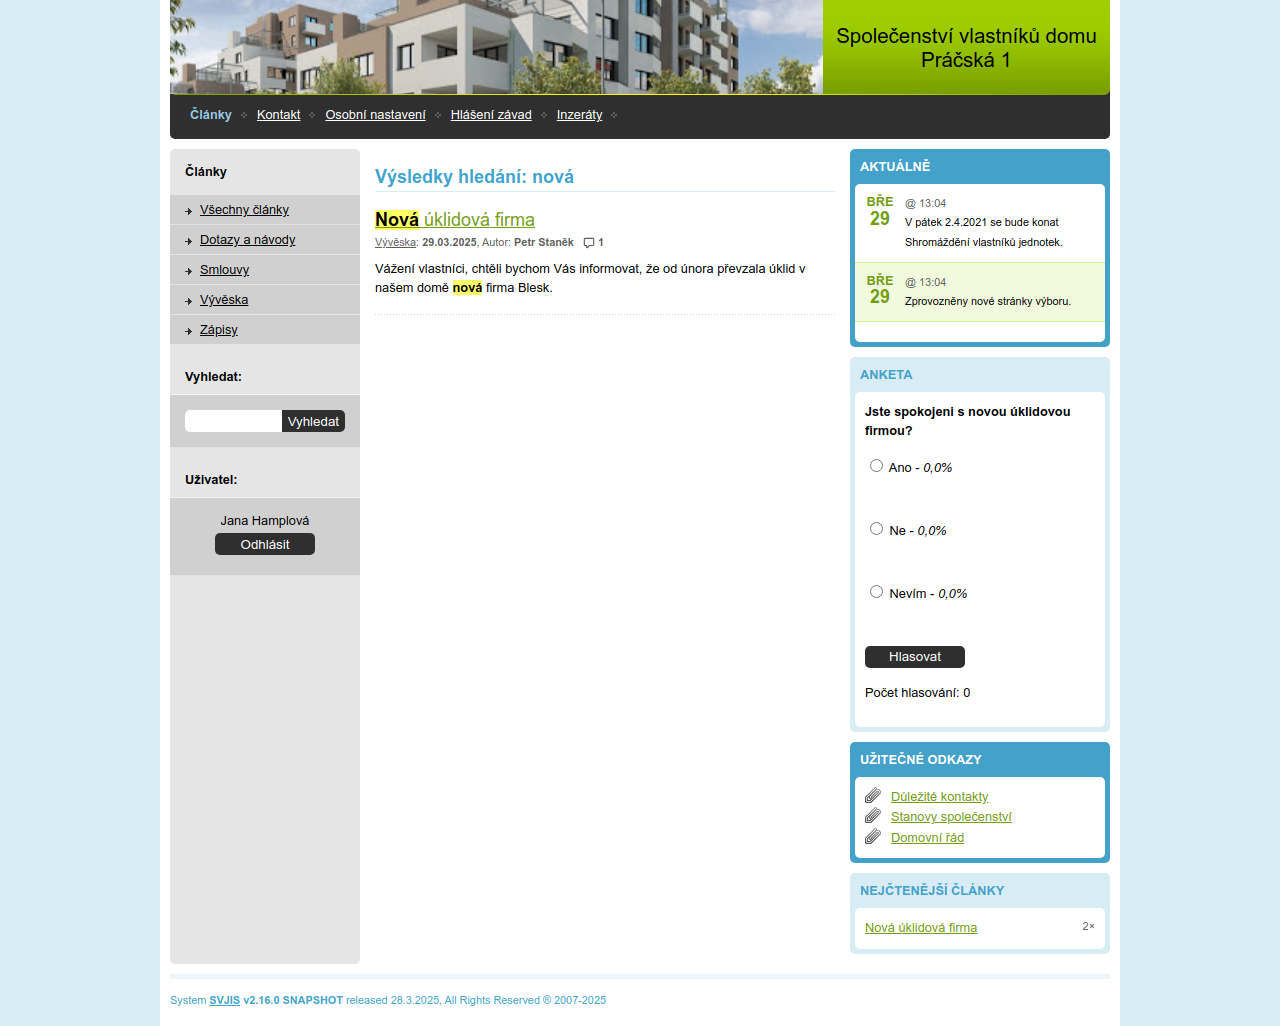 Společenství vlastníků domu
Práčská 1
Články
Kontakt
Osobní nastavení
Hlášení závad
Inzeráty
Články
Všechny články
Dotazy a návody
Smlouvy
Vývěska
Zápisy
Vyhledat:
Vyhledat
Uživatel:
Jana Hamplová
Odhlásit
Výsledky hledání: nová
Nová úklidová firma
Vývěska: 29.03.2025, Autor: Petr Staněk 1
Vážení vlastníci, chtěli bychom Vás informovat, že od února převzala úklid v
našem domě nová firma Blesk.
AKTUÁLNĚ
BŘE
29
@ 13:04
V pátek 2.4.2021 se bude konat
Shromáždění vlastníků jednotek.
BŘE
29
@ 13:04
Zprovozněny nové stránky výboru.
ANKETA
Jste spokojeni s novou úklidovou
firmou?
Ano - 0,0%
Ne - 0,0%
Nevím - 0,0%
Hlasovat
Počet hlasování: 0
UŽITEČNÉ ODKAZY
Důležité kontakty
Stanovy společenství
Domovní řád
NEJČTENĚJŠÍ ČLÁNKY
Nová úklidová firma 2×
System SVJIS v2.16.0 SNAPSHOT released 28.3.2025, All Rights Reserved ® 2007-2025